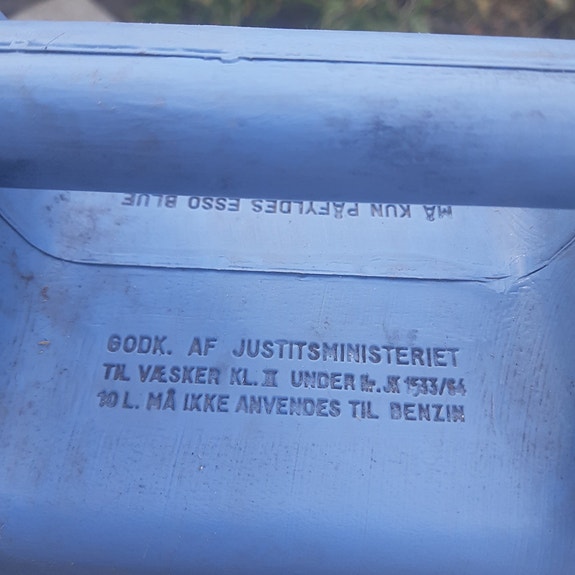 MÅ KUN PÅFYLDES ESSO BLUE
GODK. AF JUSTITSMINISTERIET
TIL VÆSKER KL. II UNDER Nr. JK 1533/64
10 L. MÅ IKKE ANVENDES TIL BENZIN